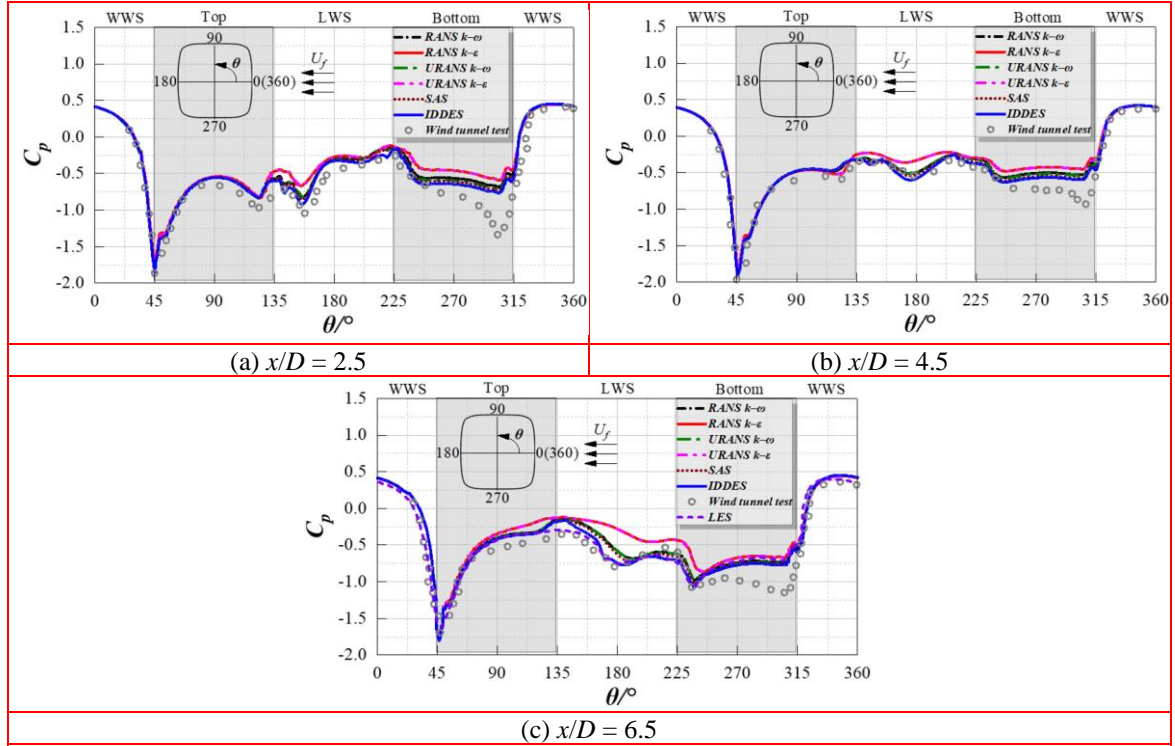 WWS Top LWS Bottom WWS
1.5
1.0
0.5
0.0
-0.5
-1.0
-1.5
-2.0
C_p
90
θ
180
0(360)
270
U_f
RANS k-ω
RANS k-ε
URANS k-ω
URANS k-ε
SAS
IDDES
Wind tunnel test
0 45 90 135 180 225 270 315 360
θ/°
(a) x/D = 2.5
WWS Top LWS Bottom WWS
1.5
1.0
0.5
0.0
-0.5
-1.0
-1.5
-2.0
C_p
90
θ
180
0(360)
270
U_f
RANS k-ω
RANS k-ε
URANS k-ω
URANS k-ε
SAS
IDDES
Wind tunnel test
0 45 90 135 180 225 270 315 360
θ/°
(b) x/D = 4.5
WWS Top LWS Bottom WWS
1.5
1.0
0.5
0.0
-0.5
-1.0
-1.5
-2.0
C_p
90
θ
180
0(360)
270
U_f
RANS k-ω
RANS k-ε
URANS k-ω
URANS k-ε
SAS
IDDES
Wind tunnel test
LES
0 45 90 135 180 225 270 315 360
θ/°
(c) x/D = 6.5